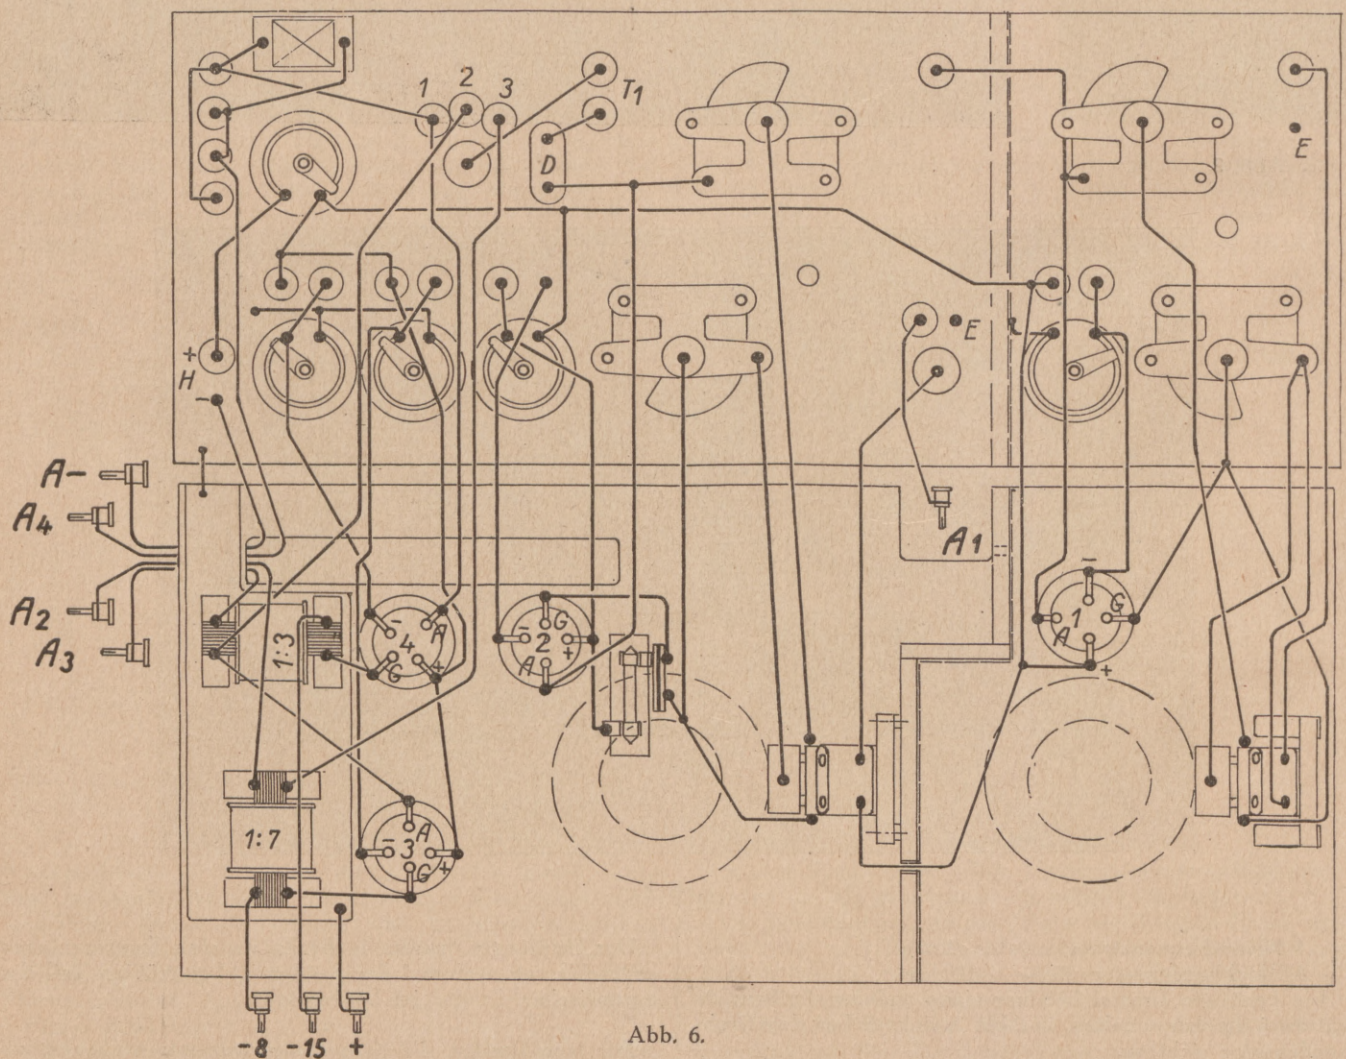 1 2 3 T1
D
E
+
H
-
E
A-
A4
A1
A2
A3
1:3
-
4
A
G
+
-
2
G
A
+
-
1
G
A
+
1:7
-
3
A
G
+
-8 -15 +
Abb. 6.